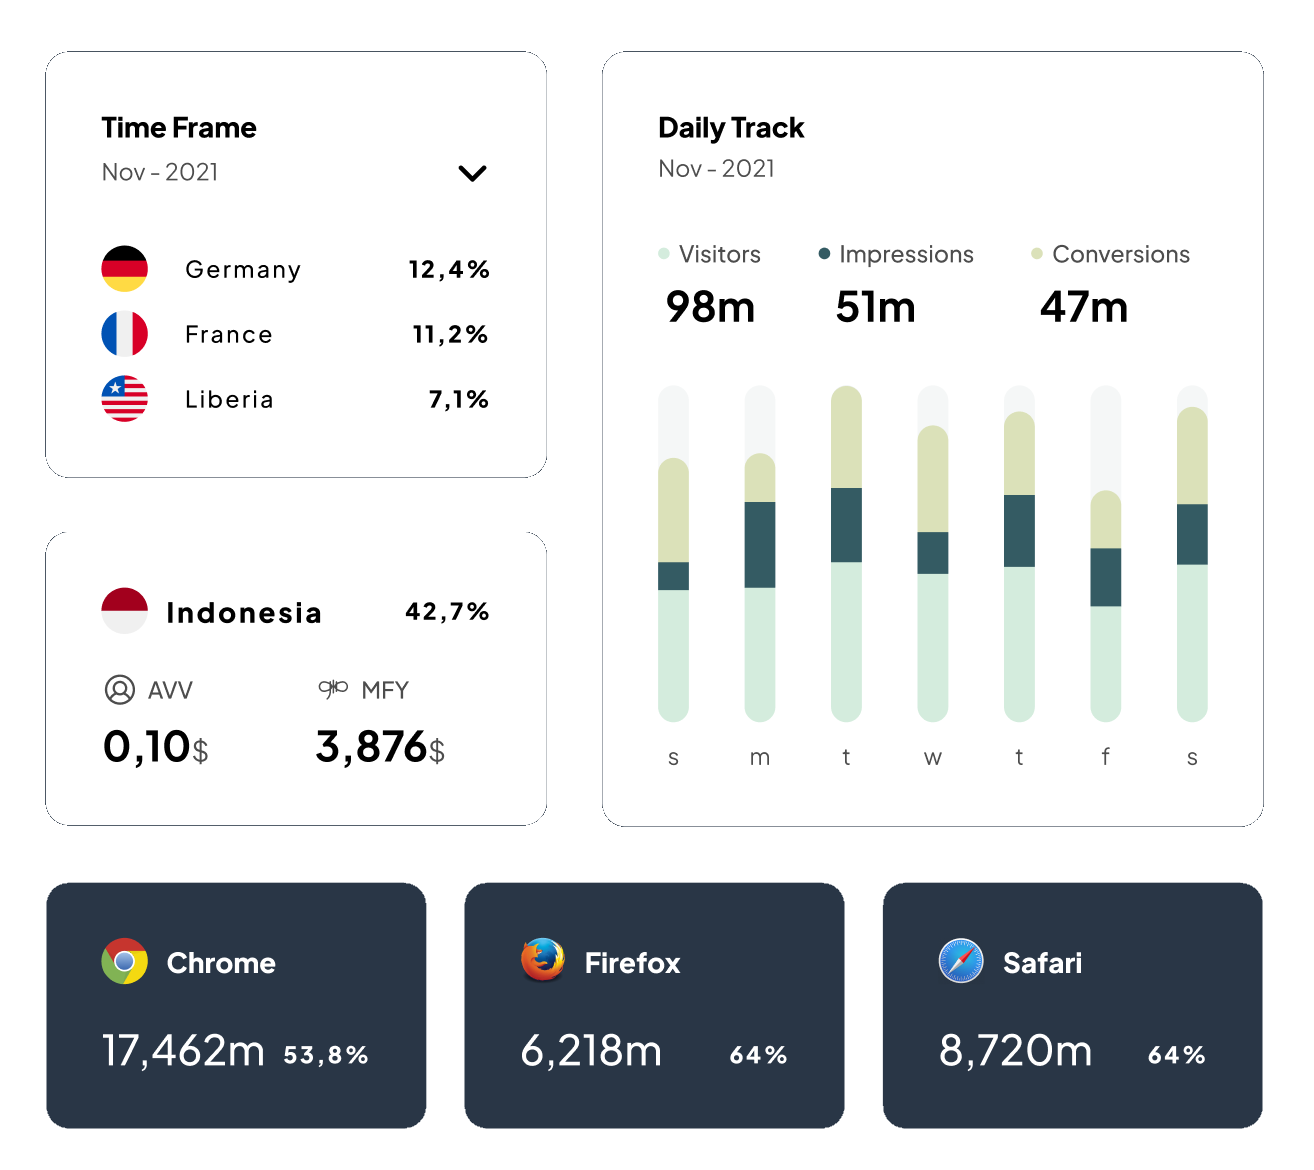 Time Frame
Nov - 2021
Germany 12,4%
France 11,2%
Liberia 7,1%
Indonesia 42,7%
AVV MFY
0,10$ 3,876$
Daily Track
Nov - 2021
Visitors Impressions Conversions
98m 51m 47m
s m t w t f s
Chrome
17,462m 53,8%
Firefox
6,218m 64%
Safari
8,720m 64%